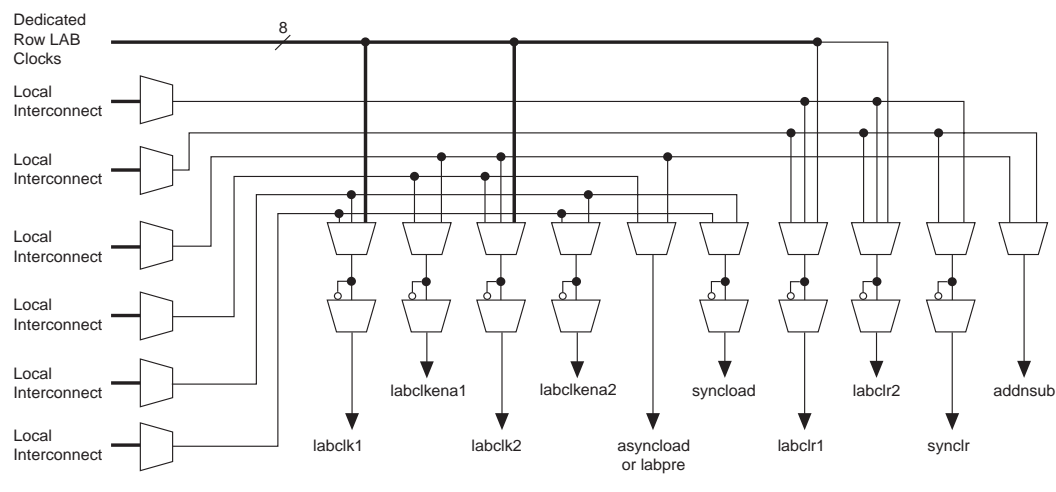 Dedicated
Row LAB
Clocks
8
Local
Interconnect
Local
Interconnect
Local
Interconnect
Local
Interconnect
Local
Interconnect
Local
Interconnect
labclkena1
labclkena2
syncload
labclr2
addnsub
labclk1
labclk2
asyncload
or labpre
labclr1
synclr